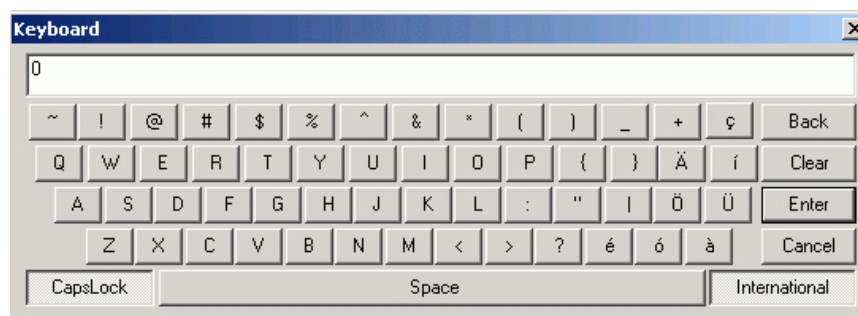 Keyboard
0
~ ! @ # $ % ^ & * ( ) _ + ç Back
Q W E R T Y U I O P { } Ä í Clear
A S D F G H J K L : " | Ö Ü Enter
Z X C V B N M < > ? é ó à Cancel
CapsLock Space International